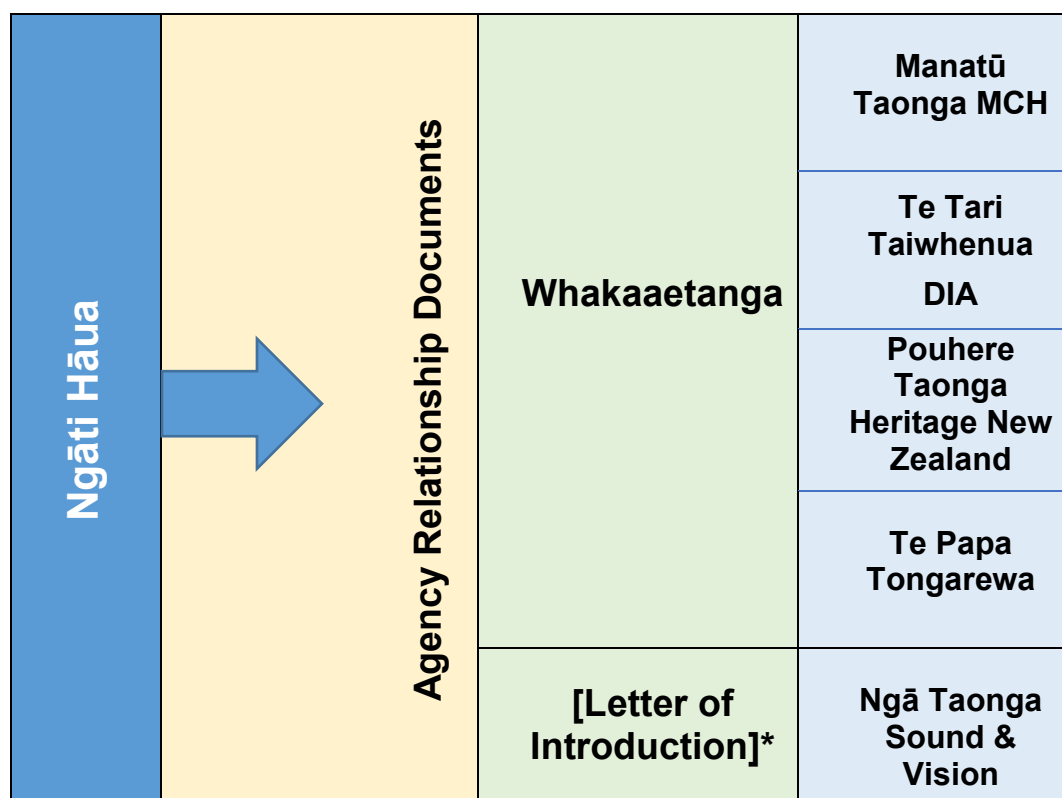 Ngāti Hāua
Agency Relationship Documents
Whakaaetanga
Manatū
Taonga MCH
Te Tari
Taiwhenua
DIA
Pouhere
Taonga
Heritage New
Zealand
Te Papa
Tongarewa
[Letter of
Introduction]*
Ngā Taonga
Sound &
Vision